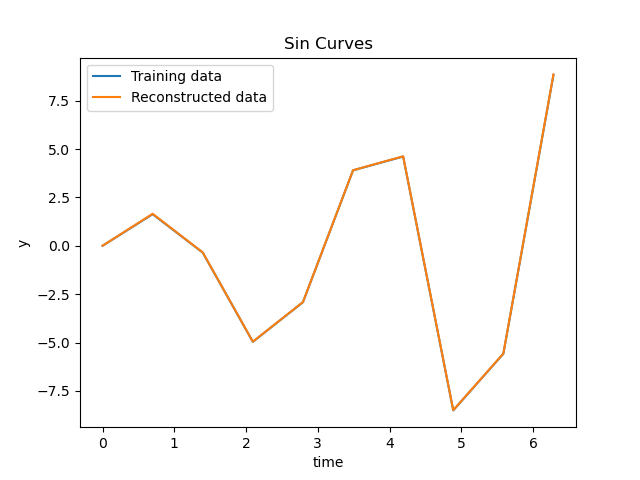 Sin Curves
Training data
Reconstructed data
7.5
5.0
2.5
0.0
−2.5
−5.0
−7.5
y
0 1 2 3 4 5 6
time